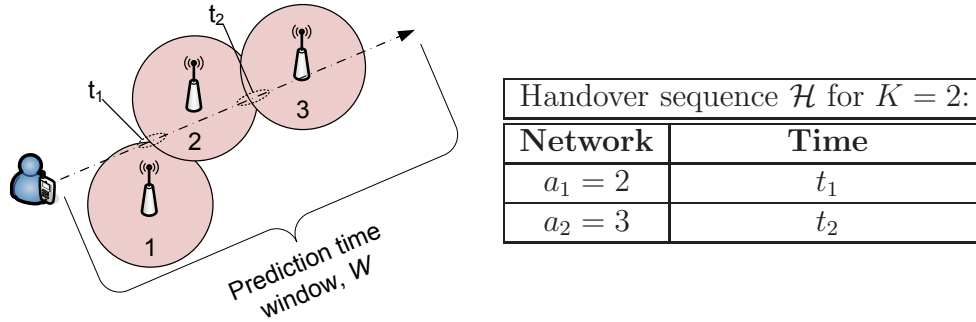 t₂
t₁
3
2
1
Prediction time
window, W
Handover sequence ℋ for K = 2:
Network Time
a₁ = 2 t₁
a₂ = 3 t₂